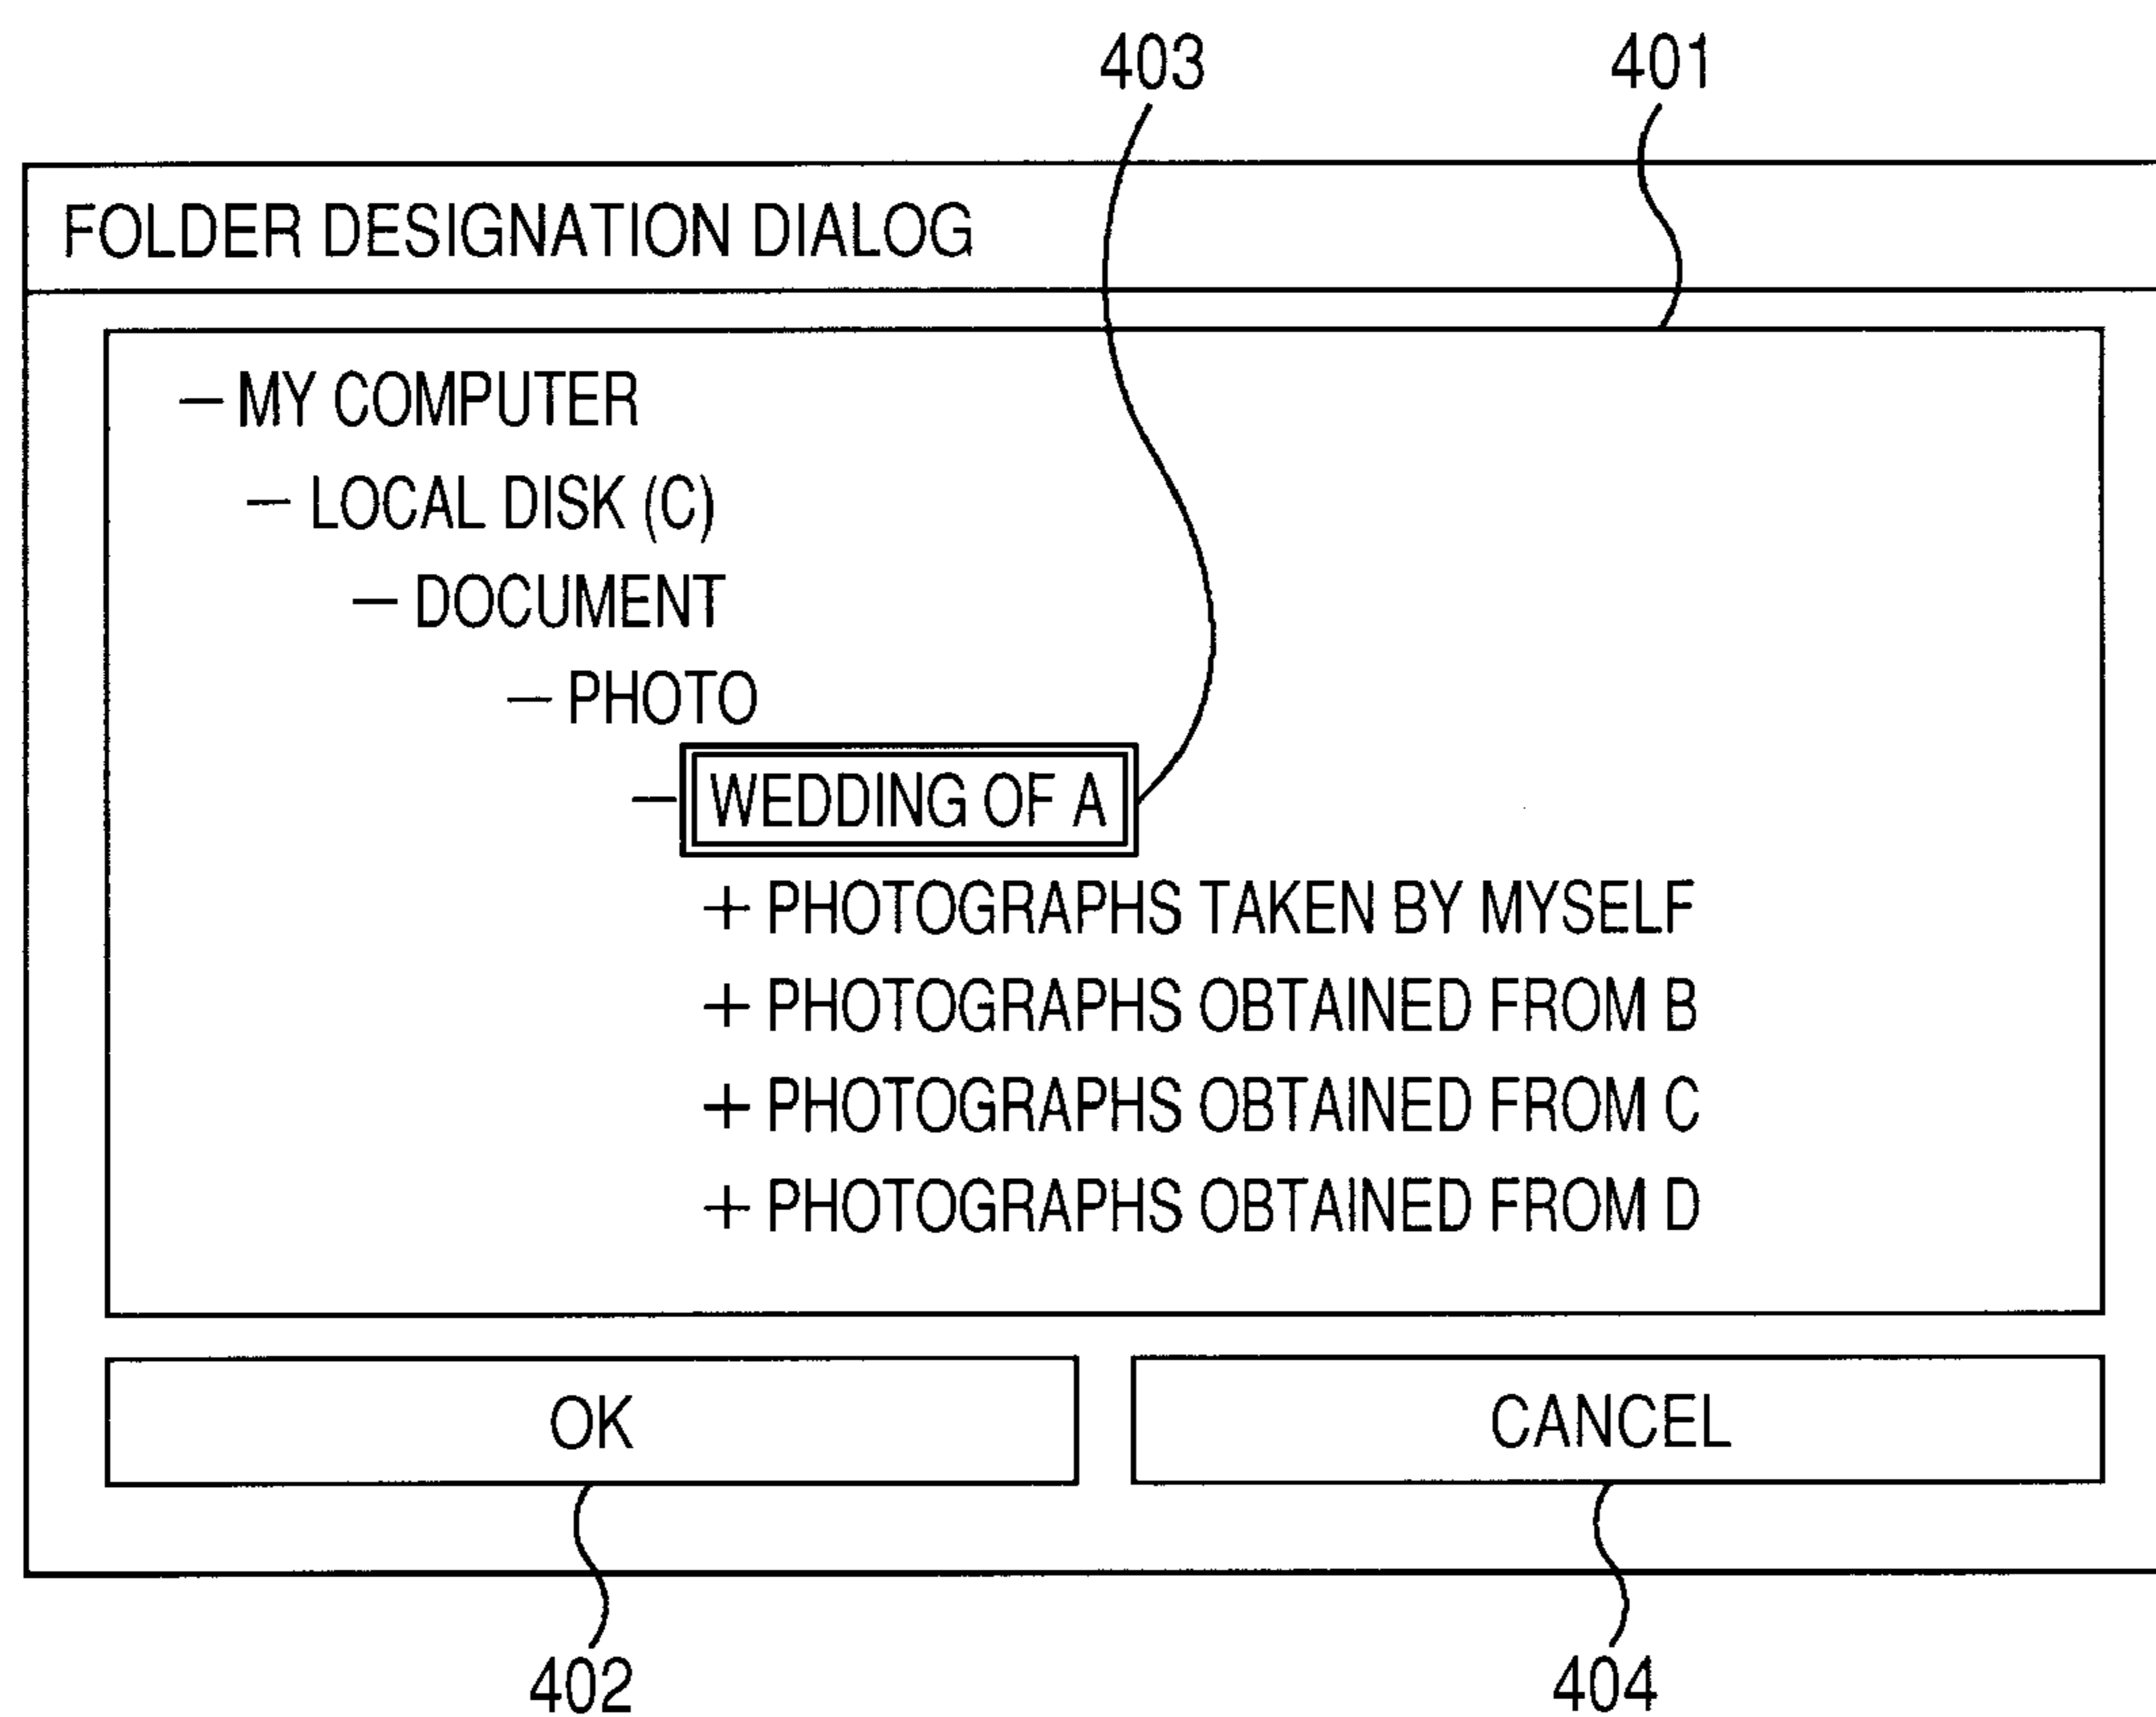 403 401
FOLDER DESIGNATION DIALOG
— MY COMPUTER
— LOCAL DISK (C)
— DOCUMENT
— PHOTO
— WEDDING OF A
+ PHOTOGRAPHS TAKEN BY MYSELF
+ PHOTOGRAPHS OBTAINED FROM B
+ PHOTOGRAPHS OBTAINED FROM C
+ PHOTOGRAPHS OBTAINED FROM D
OK CANCEL
402 404